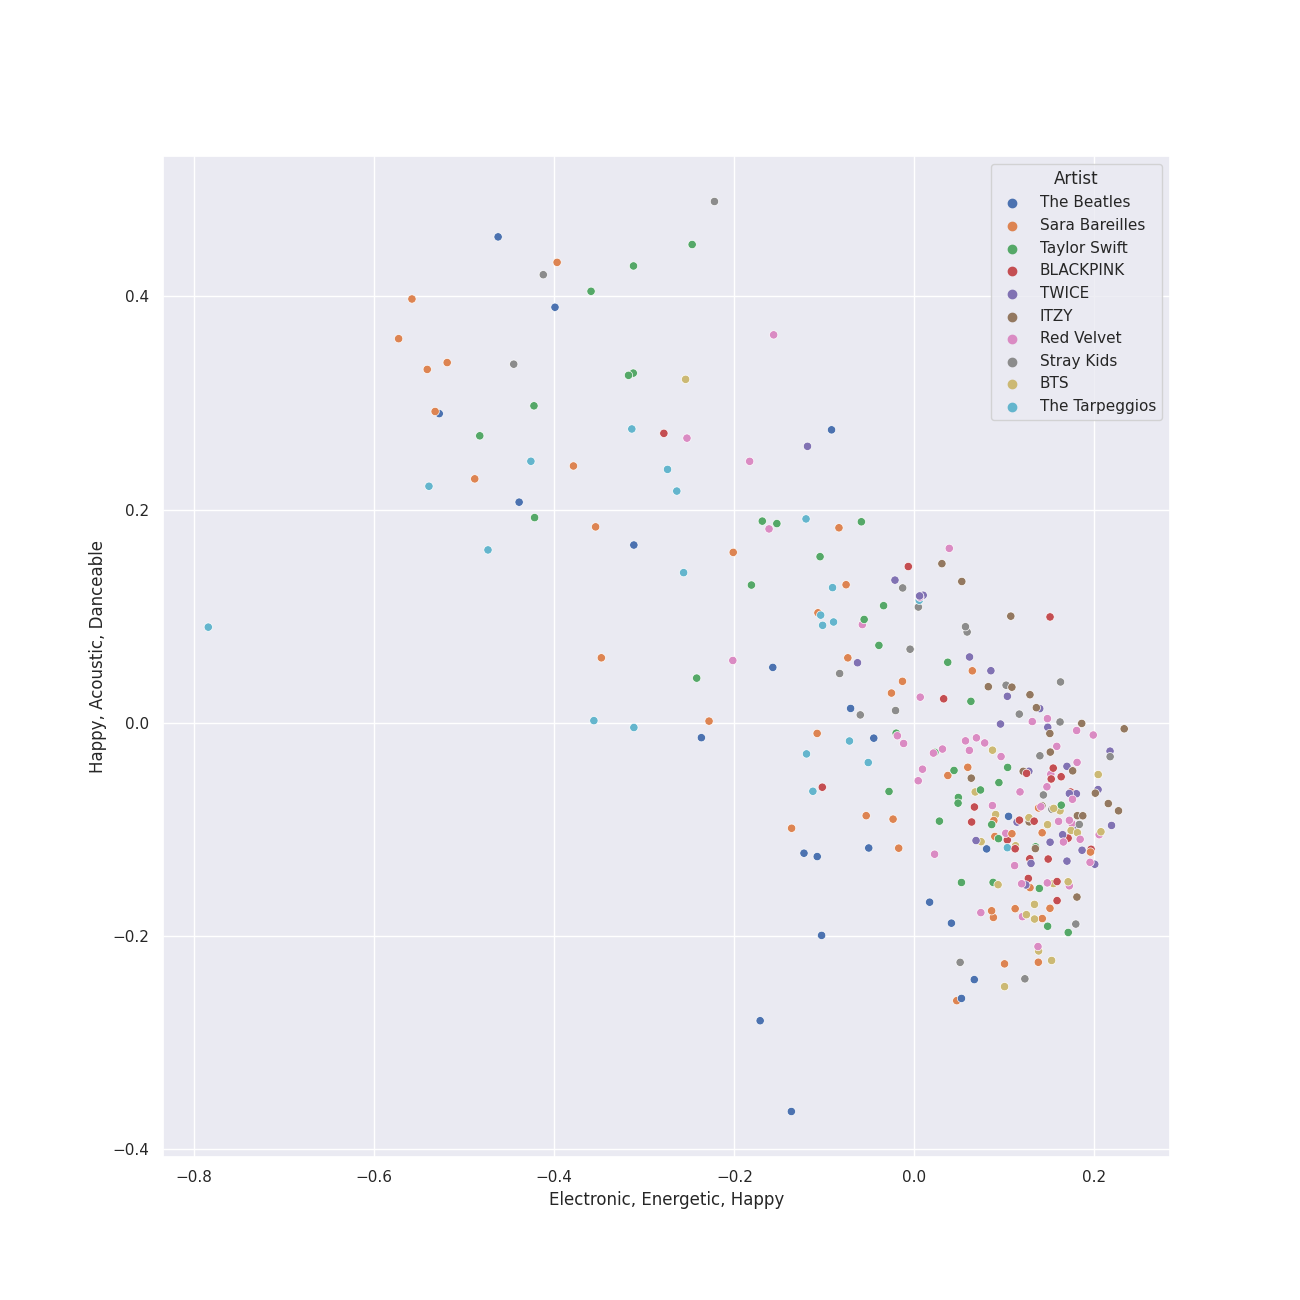 Artist
The Beatles
Sara Bareilles
Taylor Swift
BLACKPINK
TWICE
ITZY
Red Velvet
Stray Kids
BTS
The Tarpeggios
0.4
0.2
0.0
−0.2
−0.4
Happy, Acoustic, Danceable
−0.8 −0.6 −0.4 −0.2 0.0 0.2
Electronic, Energetic, Happy